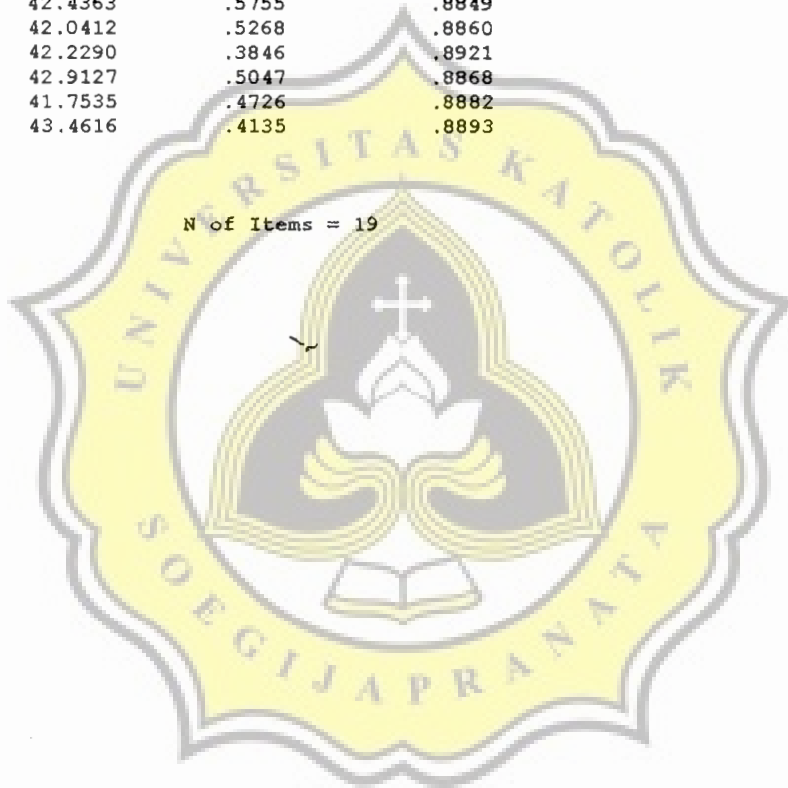 42.4363 .5755 .8849
42.0412 .5268 .8860
42.2290 .3846 .8921
42.9127 .5047 .8868
41.7535 .4726 .8882
43.4616 .4135 .8893
N of Items = 19
UNIVERSITAS KATOLIK
SOEGIJAPRANATA